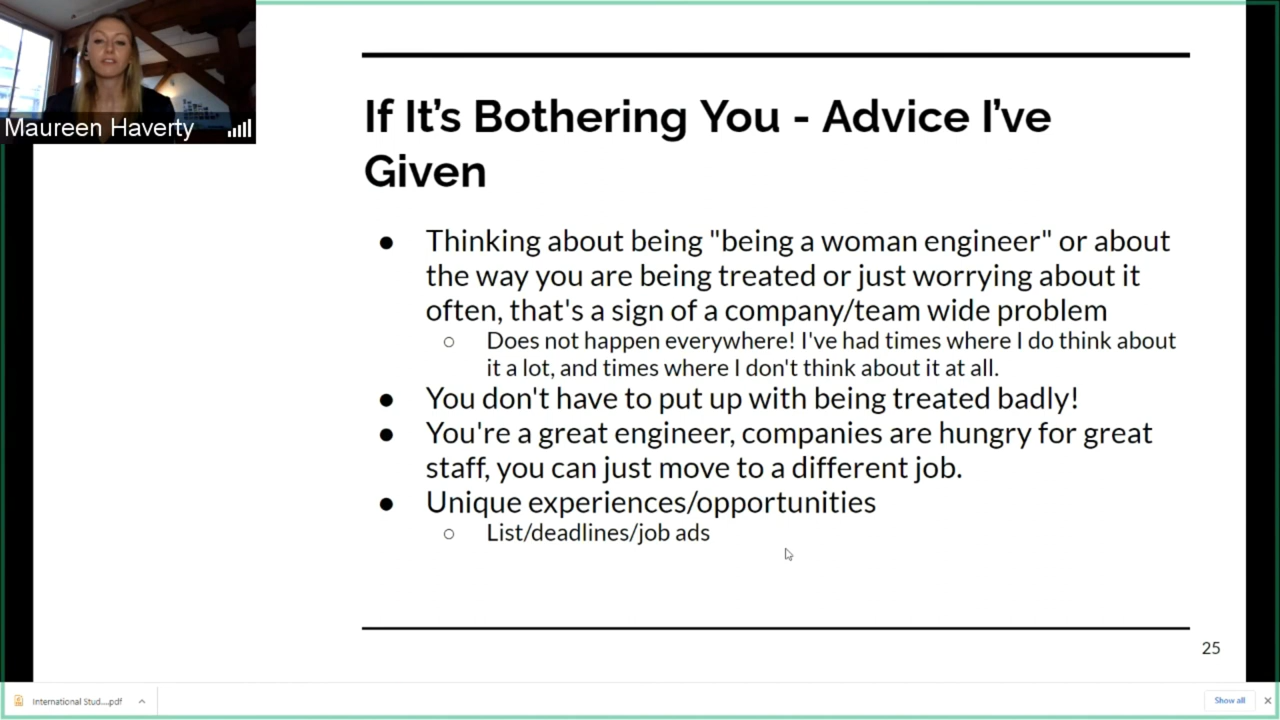 Maureen Haverty
If It's Bothering You - Advice I've
Given
● Thinking about being "being a woman engineer" or about
the way you are being treated or just worrying about it
often, that's a sign of a company/team wide problem
○ Does not happen everywhere! I've had times where I do think about
it a lot, and times where I don't think about it at all.
● You don't have to put up with being treated badly!
● You're a great engineer, companies are hungry for great
staff, you can just move to a different job.
● Unique experiences/opportunities
○ List/deadlines/job ads
25
International Stud....pdf
Show all